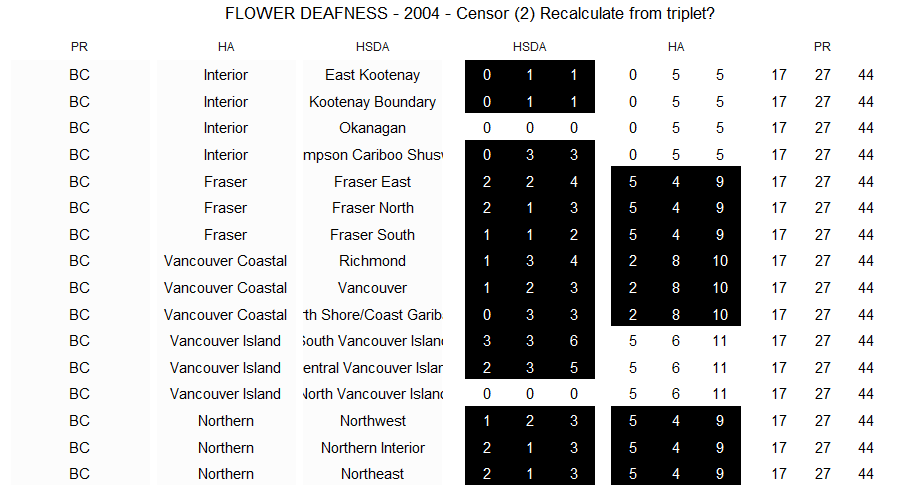 FLOWER DEAFNESS - 2004 - Censor (2) Recalculate from triplet?
PR HA HSDA HSDA HA PR
BC Interior East Kootenay 0 1 1 0 5 5 17 27 44
BC Interior Kootenay Boundary 0 1 1 0 5 5 17 27 44
BC Interior Okanagan 0 0 0 0 5 5 17 27 44
BC Interior mpson Cariboo Shusw 0 3 3 0 5 5 17 27 44
BC Fraser Fraser East 2 2 4 5 4 9 17 27 44
BC Fraser Fraser North 2 1 3 5 4 9 17 27 44
BC Fraser Fraser South 1 1 2 5 4 9 17 27 44
BC Vancouver Coastal Richmond 1 3 4 2 8 10 17 27 44
BC Vancouver Coastal Vancouver 1 2 3 2 8 10 17 27 44
BC Vancouver Coastal rth Shore/Coast Gariba 0 3 3 2 8 10 17 27 44
BC Vancouver Island South Vancouver Island 3 3 6 5 6 11 17 27 44
BC Vancouver Island entral Vancouver Islan 2 3 5 5 6 11 17 27 44
BC Vancouver Island North Vancouver Island 0 0 0 5 6 11 17 27 44
BC Northern Northwest 1 2 3 5 4 9 17 27 44
BC Northern Northern Interior 2 1 3 5 4 9 17 27 44
BC Northern Northeast 2 1 3 5 4 9 17 27 44